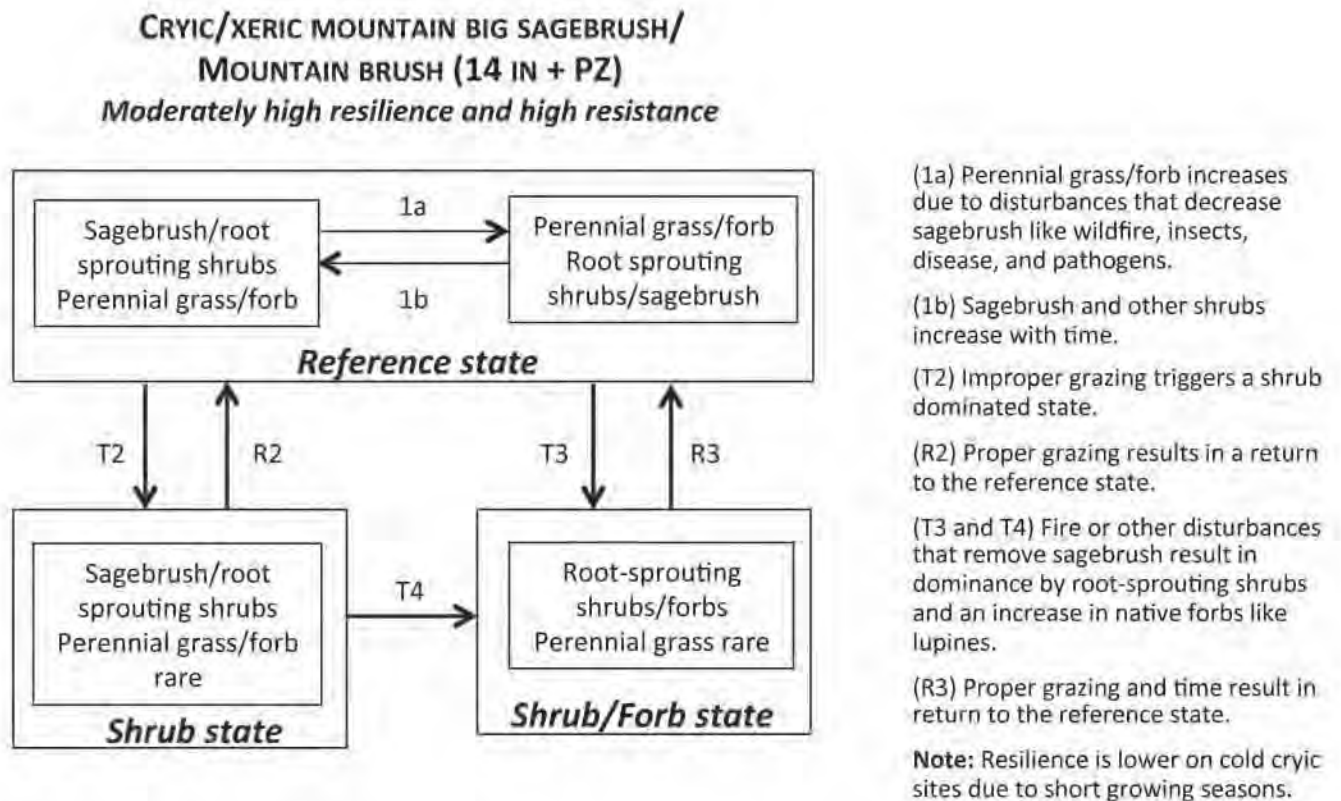 CRYIC/XERIC MOUNTAIN BIG SAGEBRUSH/
MOUNTAIN BRUSH (14 IN + PZ)
Moderately high resilience and high resistance
Sagebrush/root
sprouting shrubs
Perennial grass/forb
1a
1b
Perennial grass/forb
Root sprouting
shrubs/sagebrush
Reference state
T2
R2
T3
R3
Sagebrush/root
sprouting shrubs
Perennial grass/forb
rare
Shrub state
T4
Root-sprouting
shrubs/forbs
Perennial grass rare
Shrub/Forb state
(1a) Perennial grass/forb increases
due to disturbances that decrease
sagebrush like wildfire, insects,
disease, and pathogens.
(1b) Sagebrush and other shrubs
increase with time.
(T2) Improper grazing triggers a shrub
dominated state.
(R2) Proper grazing results in a return
to the reference state.
(T3 and T4) Fire or other disturbances
that remove sagebrush result in
dominance by root-sprouting shrubs
and an increase in native forbs like
lupines.
(R3) Proper grazing and time result in
return to the reference state.
Note: Resilience is lower on cold cryic
sites due to short growing seasons.